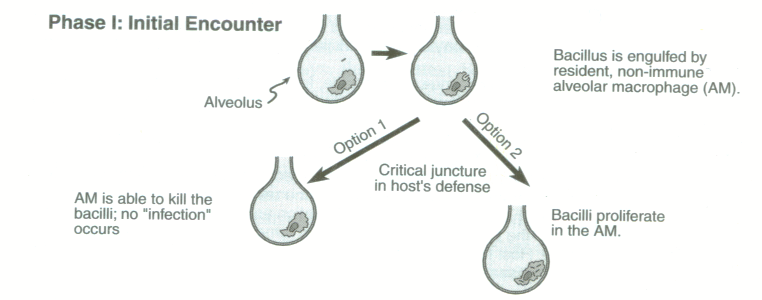 Phase I: Initial Encounter
Bacillus is engulfed by
resident, non-immune
alveolar macrophage (AM).
Alveolus
Option 1
Option 2
Critical juncture
in host's defense
AM is able to kill the
bacilli; no "infection"
occurs
Bacilli proliferate
in the AM.